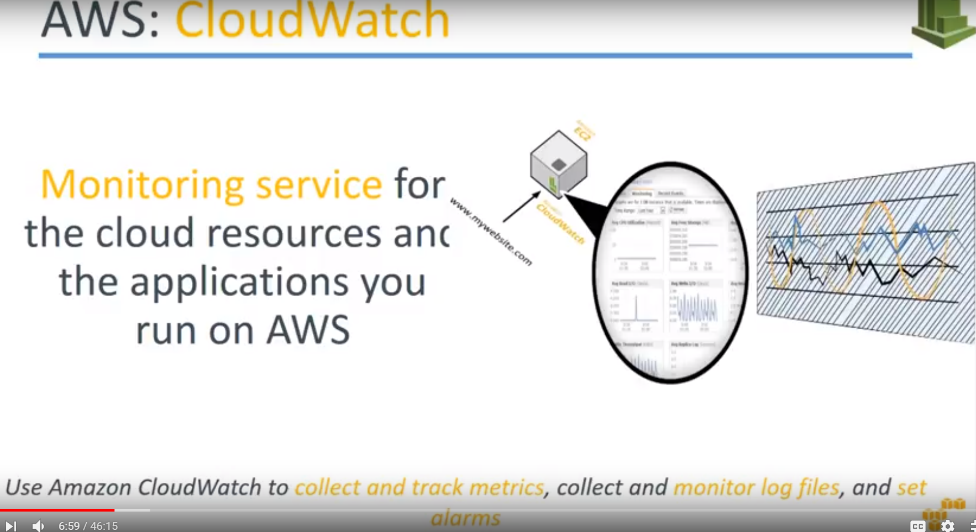 AWS: CloudWatch
Monitoring service for
the cloud resources and
the applications you
run on AWS
EC2
CloudWatch
www.mywebsite.com
Monitoring
Use Amazon CloudWatch to collect and track metrics, collect and monitor log files, and set
alarms
6:59 / 46:15
CC